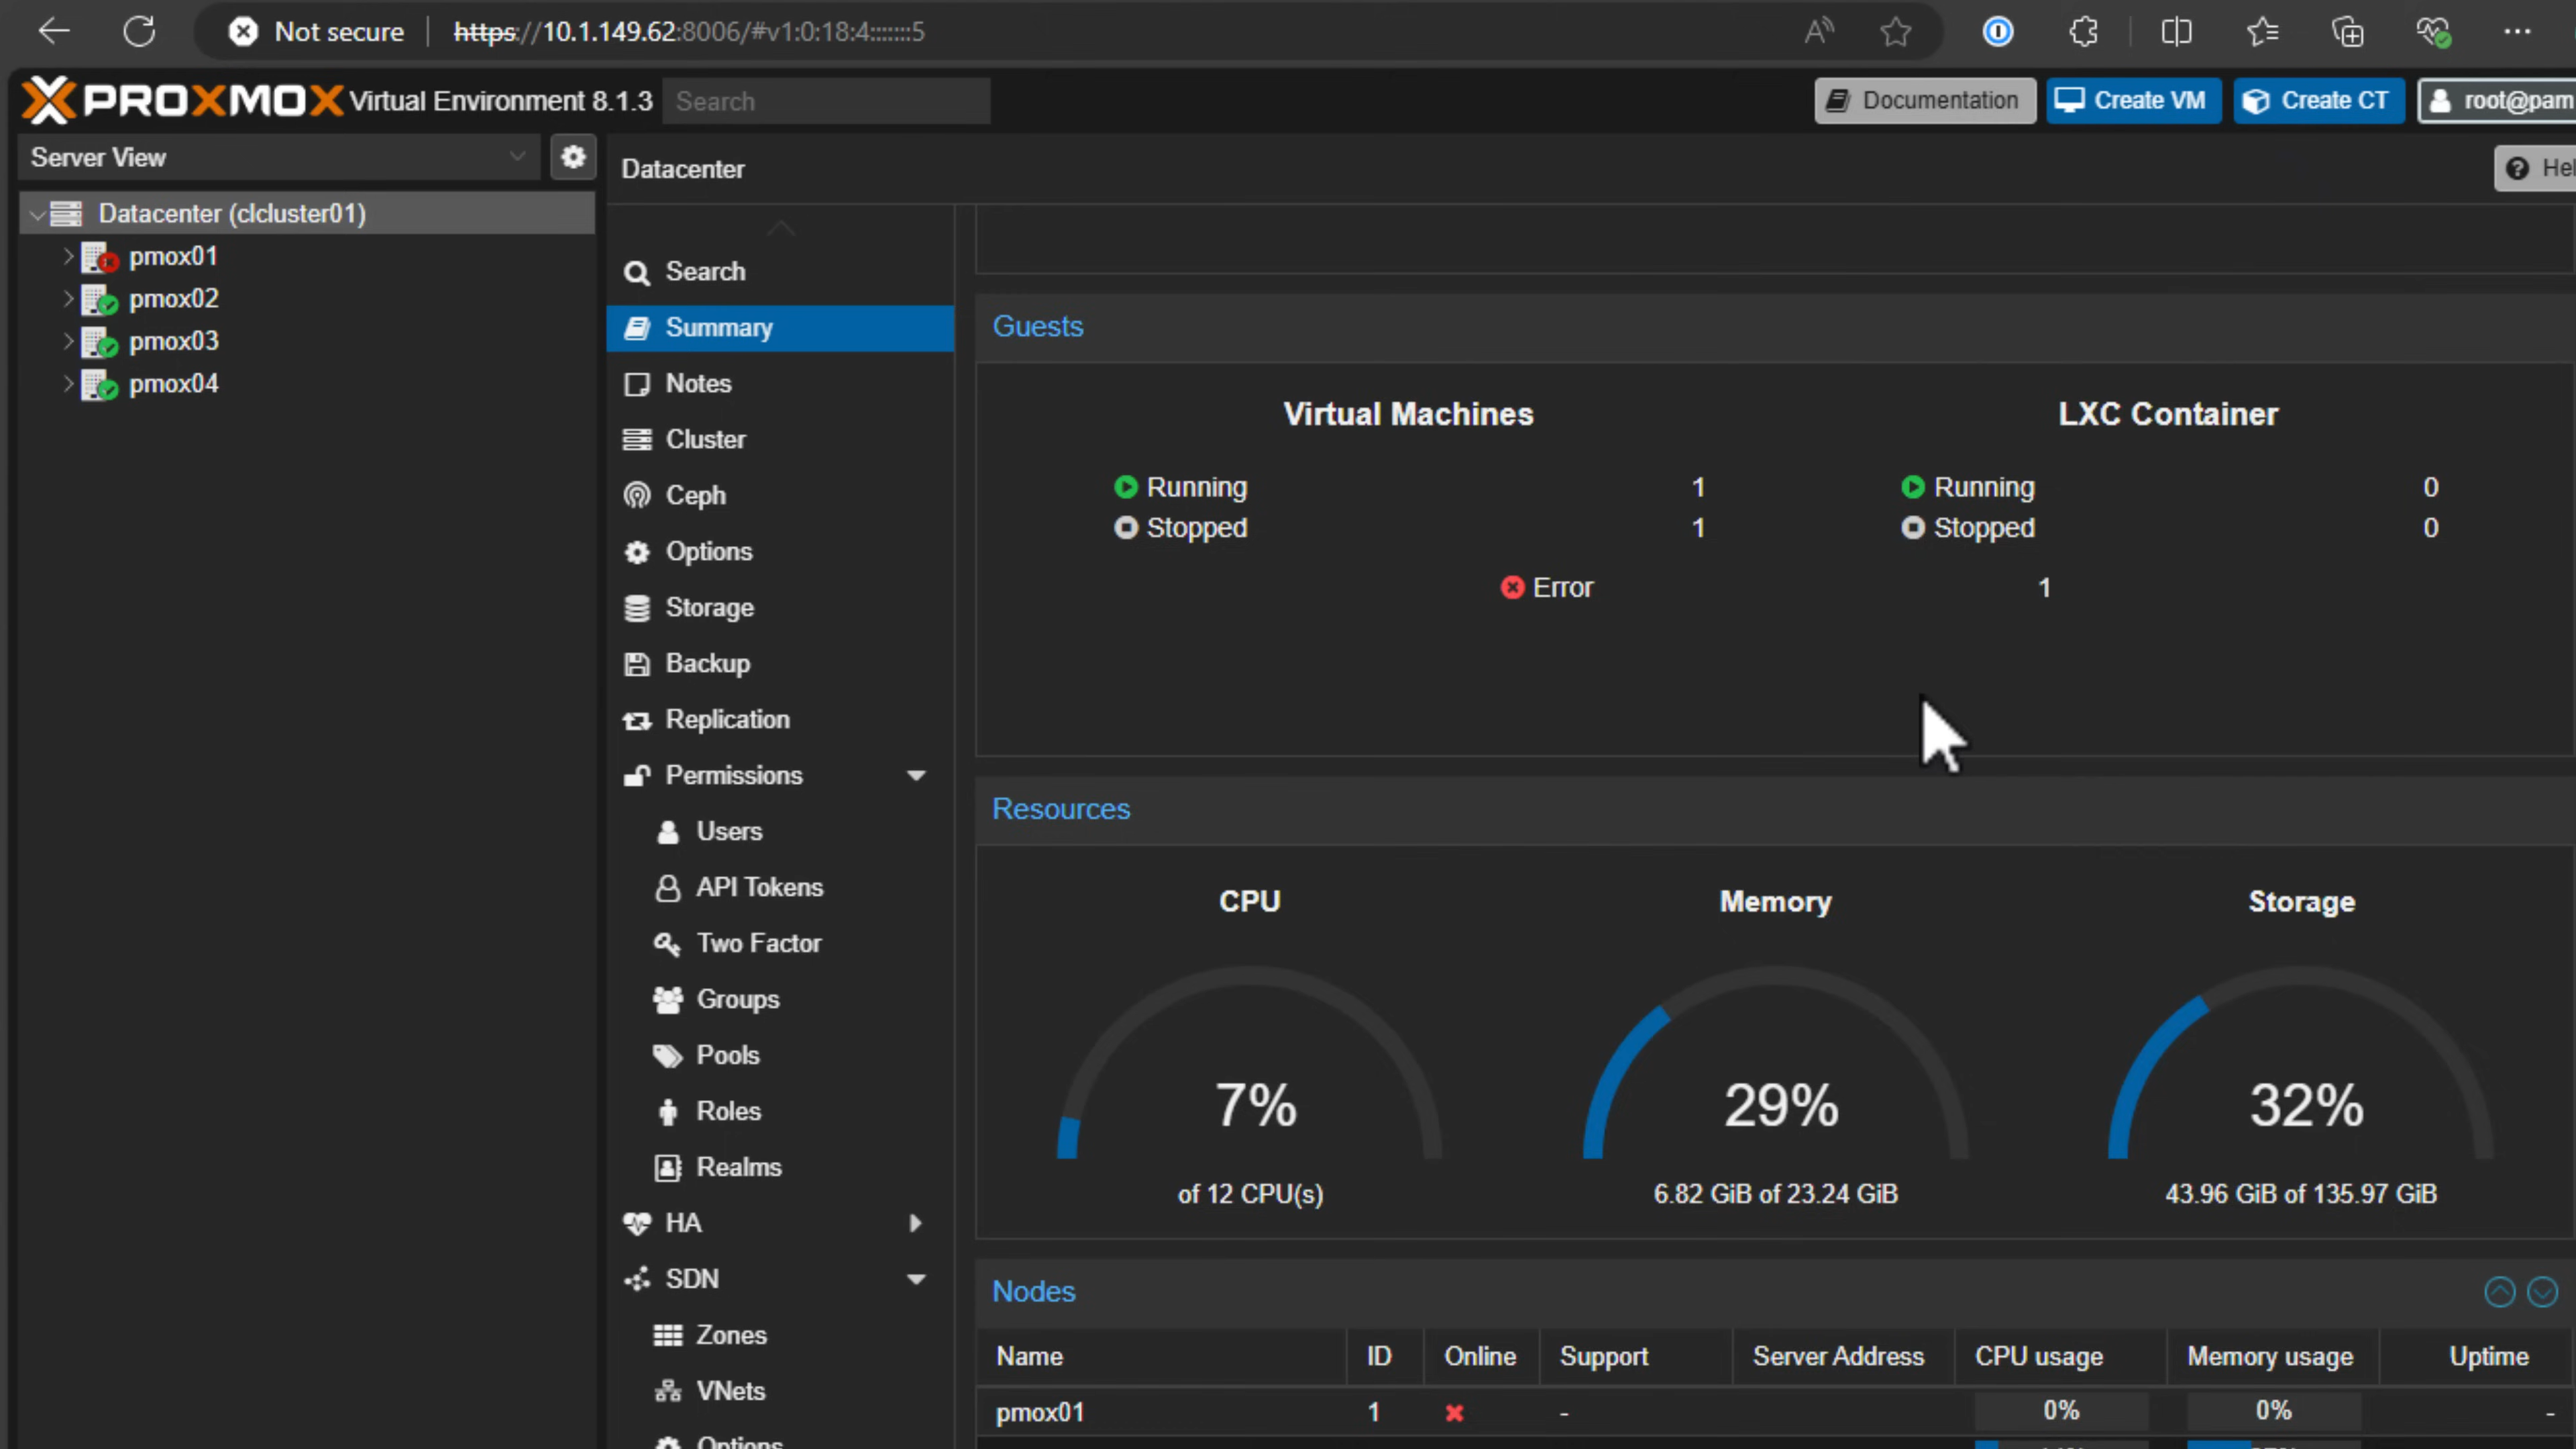 Not secure https://10.1.149.62:8006/#v1:0:18:4:::::::5
PROXMOX Virtual Environment 8.1.3 Search Documentation Create VM Create CT root@pam
Server View
Datacenter Hel
Datacenter (clcluster01)
pmox01
pmox02
pmox03
pmox04
Search
Summary
Notes
Cluster
Ceph
Options
Storage
Backup
Replication
Permissions
Users
API Tokens
Two Factor
Groups
Pools
Roles
Realms
HA
SDN
Zones
VNets
Options
Guests
Virtual Machines LXC Container
Running 1 Running 0
Stopped 1 Stopped 0
Error 1
Resources
CPU Memory Storage
7% 29% 32%
of 12 CPU(s) 6.82 GiB of 23.24 GiB 43.96 GiB of 135.97 GiB
Nodes
Name ID Online Support Server Address CPU usage Memory usage Uptime
pmox01 1 - 0% 0% -